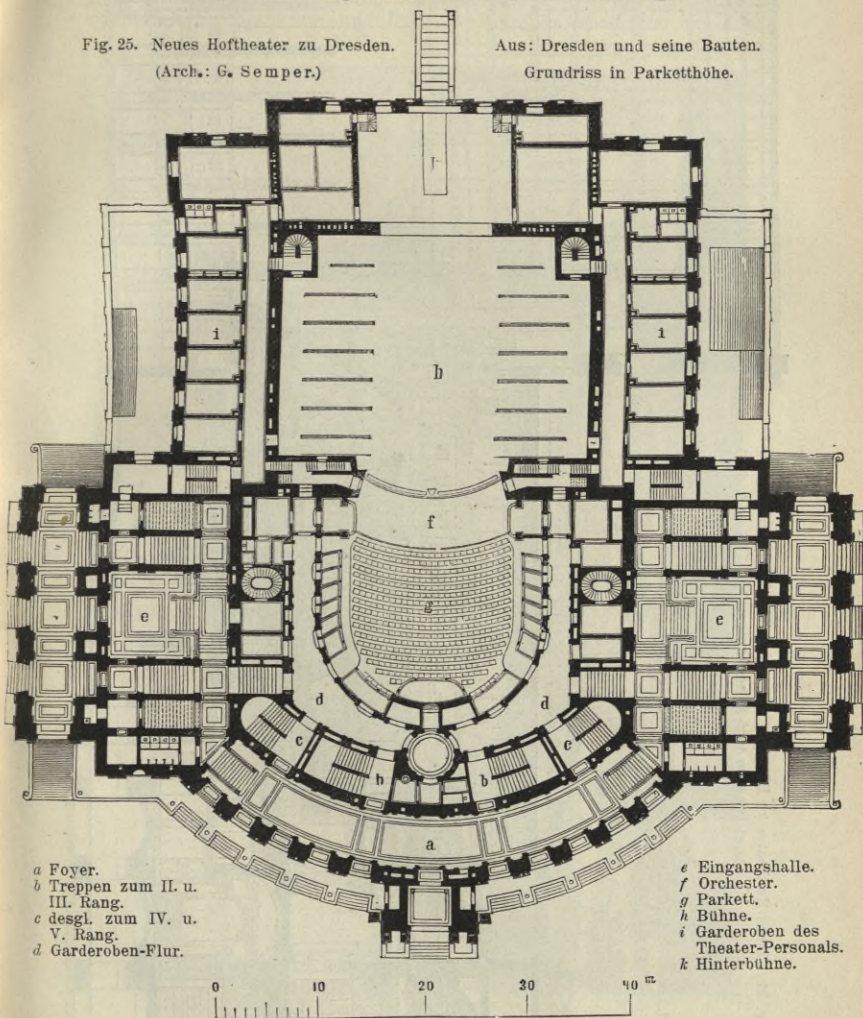 Fig. 25. Neues Hoftheater zu Dresden.
(Arch.: G. Semper.)
Aus: Dresden und seine Bauten.
Grundriss in Parketthöhe.
i
h
i
f
e
g
e
d
d
c
c
b
b
a
a Foyer.
b Treppen zum II. u.
III. Rang.
c desgl. zum IV. u.
V. Rang.
d Garderoben-Flur.
e Eingangshalle.
f Orchester.
g Parkett.
h Bühne.
i Garderoben des
Theater-Personals.
k Hinterbühne.
0 10 20 30 40 m